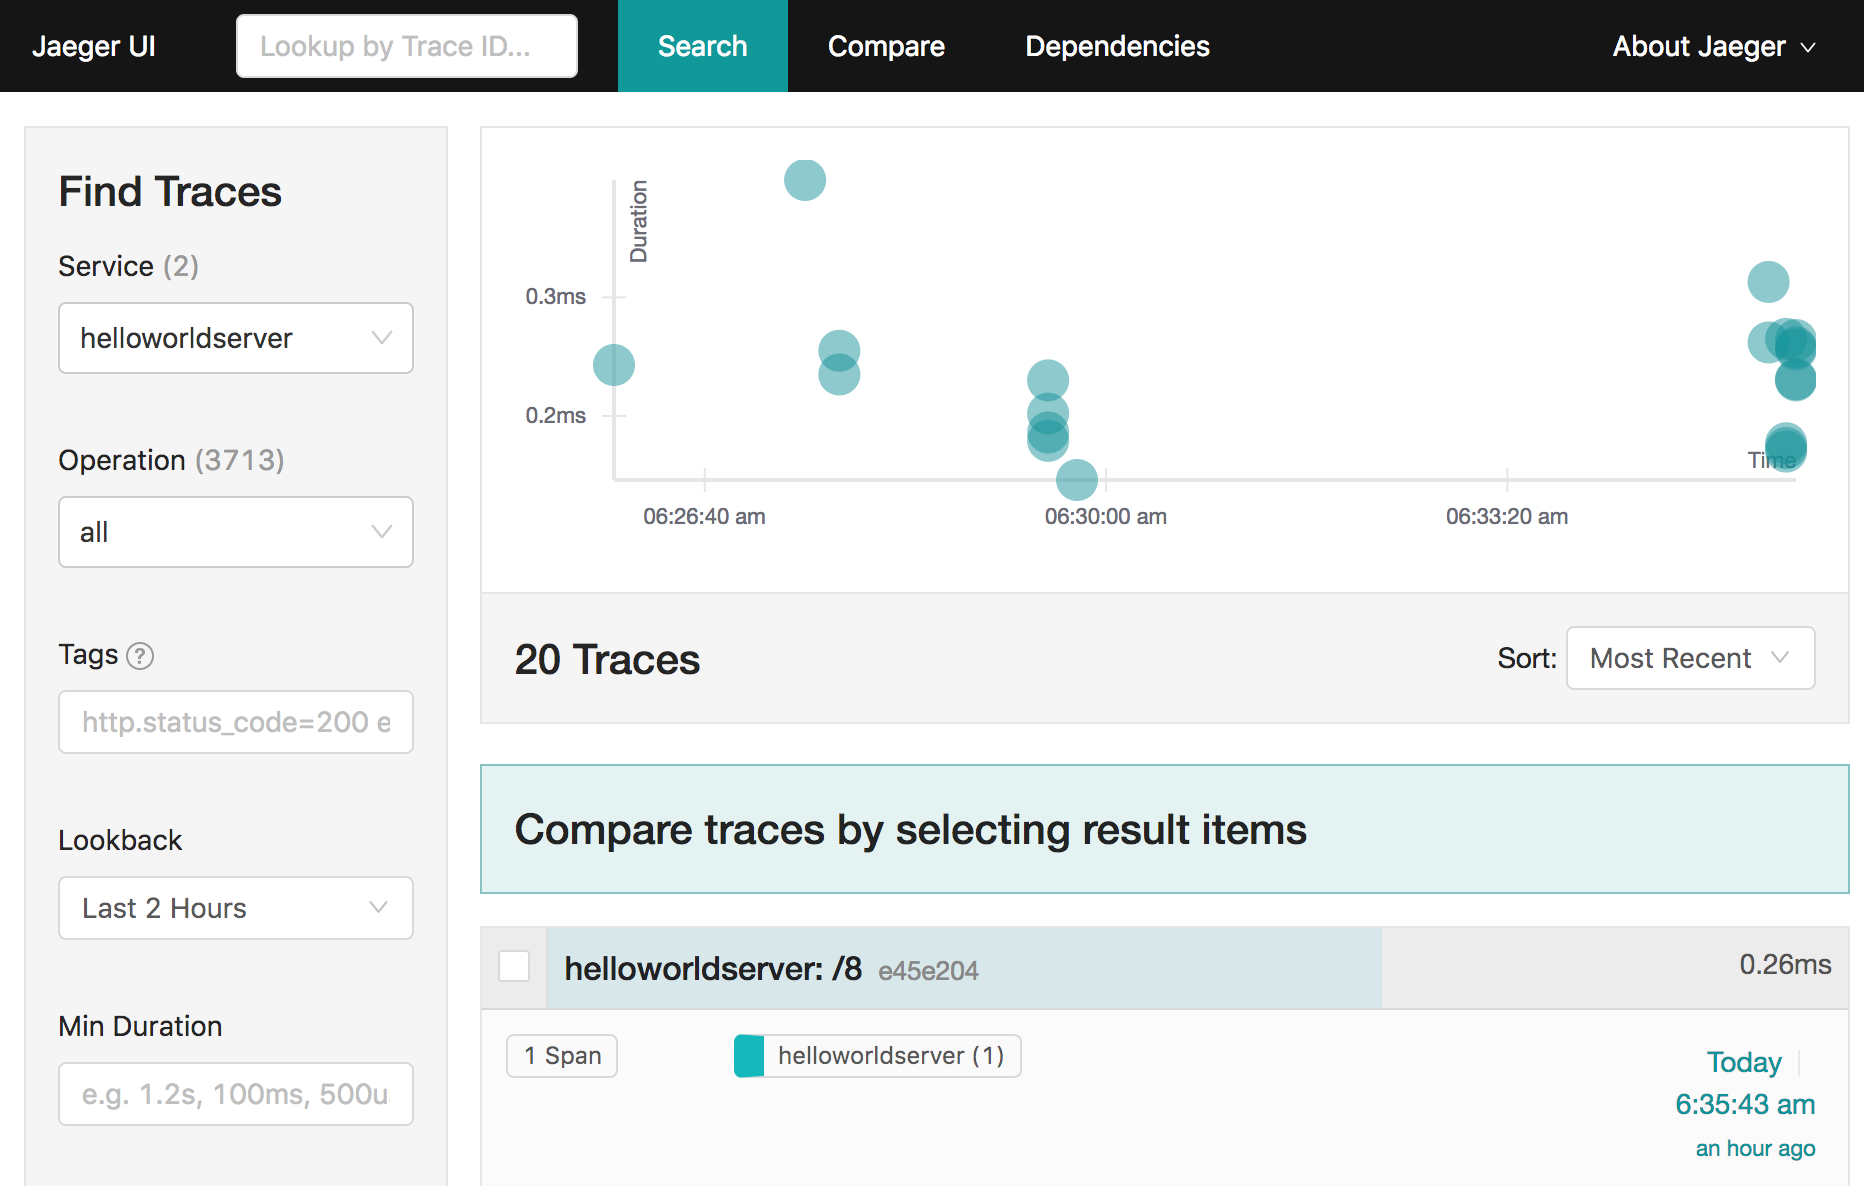 Jaeger UI
Lookup by Trace ID...
Search
Compare
Dependencies
About Jaeger
Find Traces
Service (2)
helloworldserver
Operation (3713)
all
Tags ?
http.status_code=200 e
Lookback
Last 2 Hours
Min Duration
e.g. 1.2s, 100ms, 500u
Duration
0.3ms
0.2ms
Time
06:26:40 am
06:30:00 am
06:33:20 am
20 Traces
Sort: Most Recent
Compare traces by selecting result items
helloworldserver: /8 e45e204
0.26ms
1 Span
helloworldserver (1)
Today
6:35:43 am
an hour ago